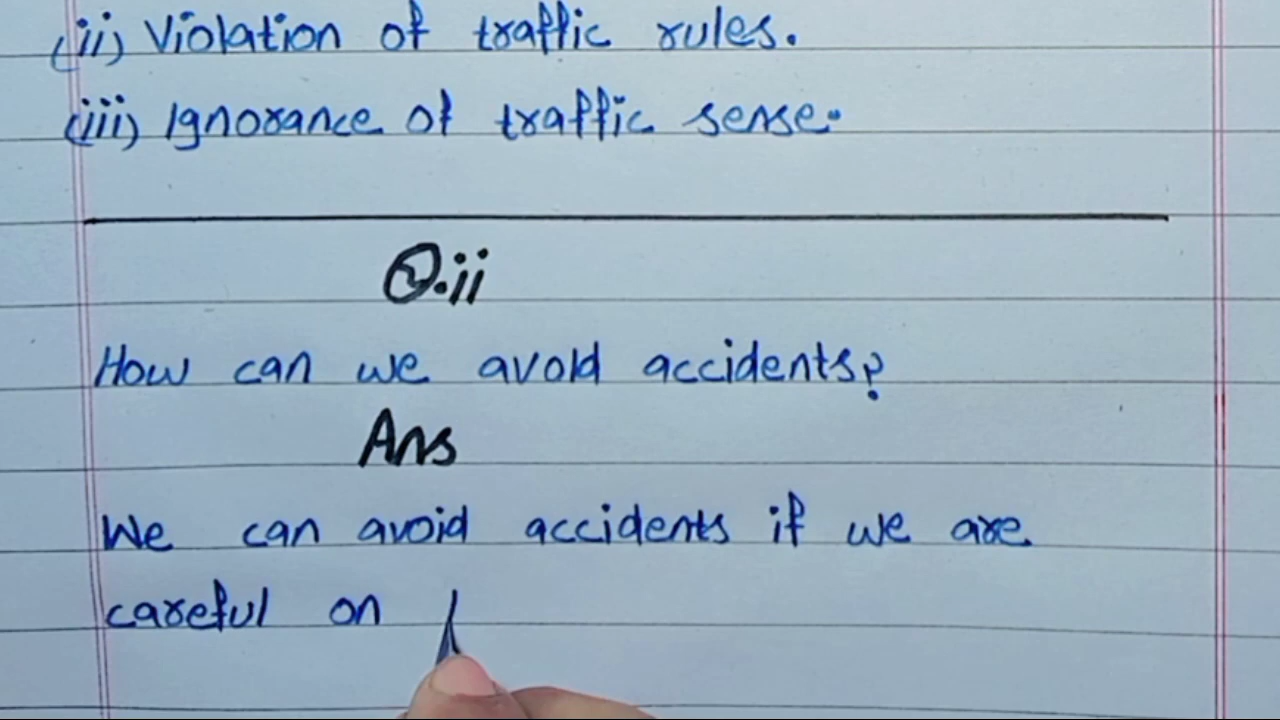 (ii) Violation of traffic rules.
(iii) Ignorance of traffic sense.
Q.ii
How can we avoid accidents?
Ans
We can avoid accidents if we are
careful on